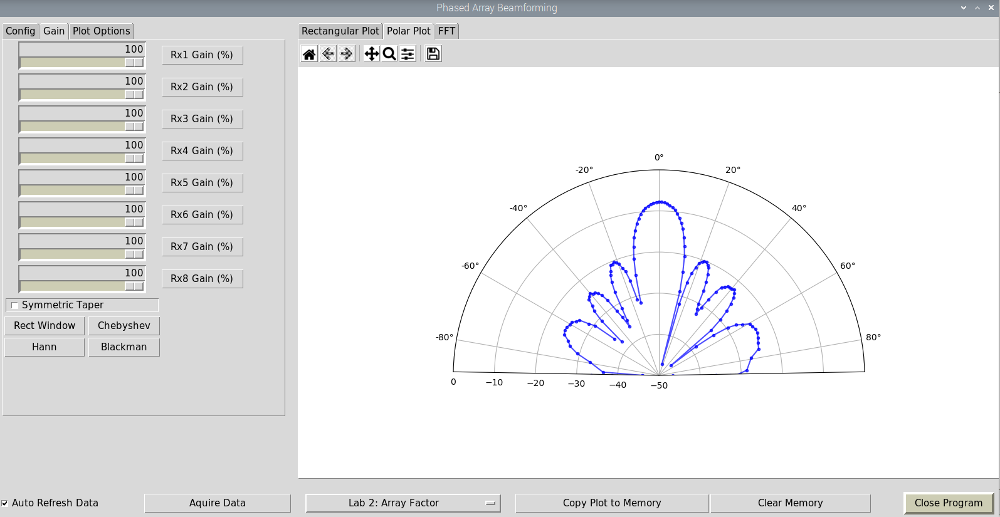 Phased Array Beamforming
Config Gain Plot Options
100
Rx1 Gain (%)
100
Rx2 Gain (%)
100
Rx3 Gain (%)
100
Rx4 Gain (%)
100
Rx5 Gain (%)
100
Rx6 Gain (%)
100
Rx7 Gain (%)
100
Rx8 Gain (%)
Symmetric Taper
Rect Window Chebyshev
Hann Blackman
Rectangular Plot Polar Plot FFT
0°
-20° 20°
-40° 40°
-60° 60°
-80° 80°
0 −10 −20 −30 −40 −50
Auto Refresh Data Aquire Data Lab 2: Array Factor Copy Plot to Memory Clear Memory Close Program